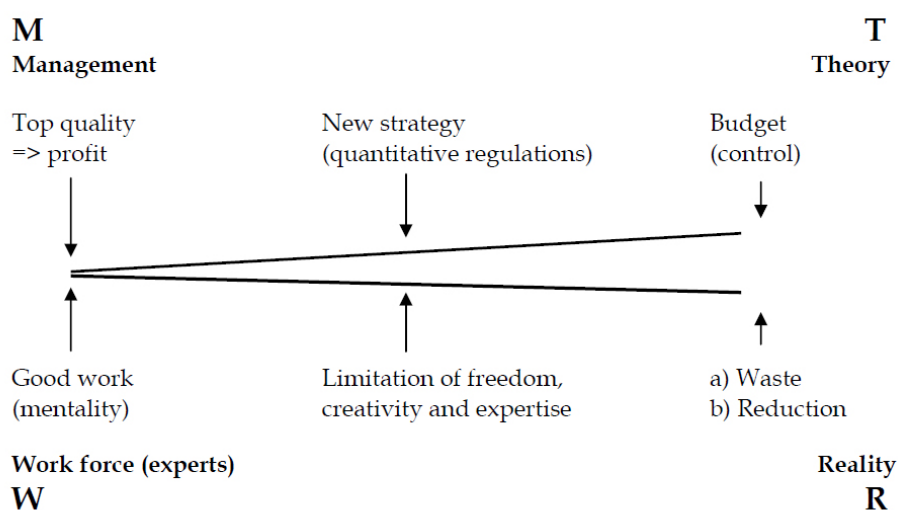 M
T
Management
Theory
Top quality
=> profit
New strategy
(quantitative regulations)
Budget
(control)
Good work
(mentality)
Limitation of freedom,
creativity and expertise
a) Waste
b) Reduction
Work force (experts)
Reality
W
R